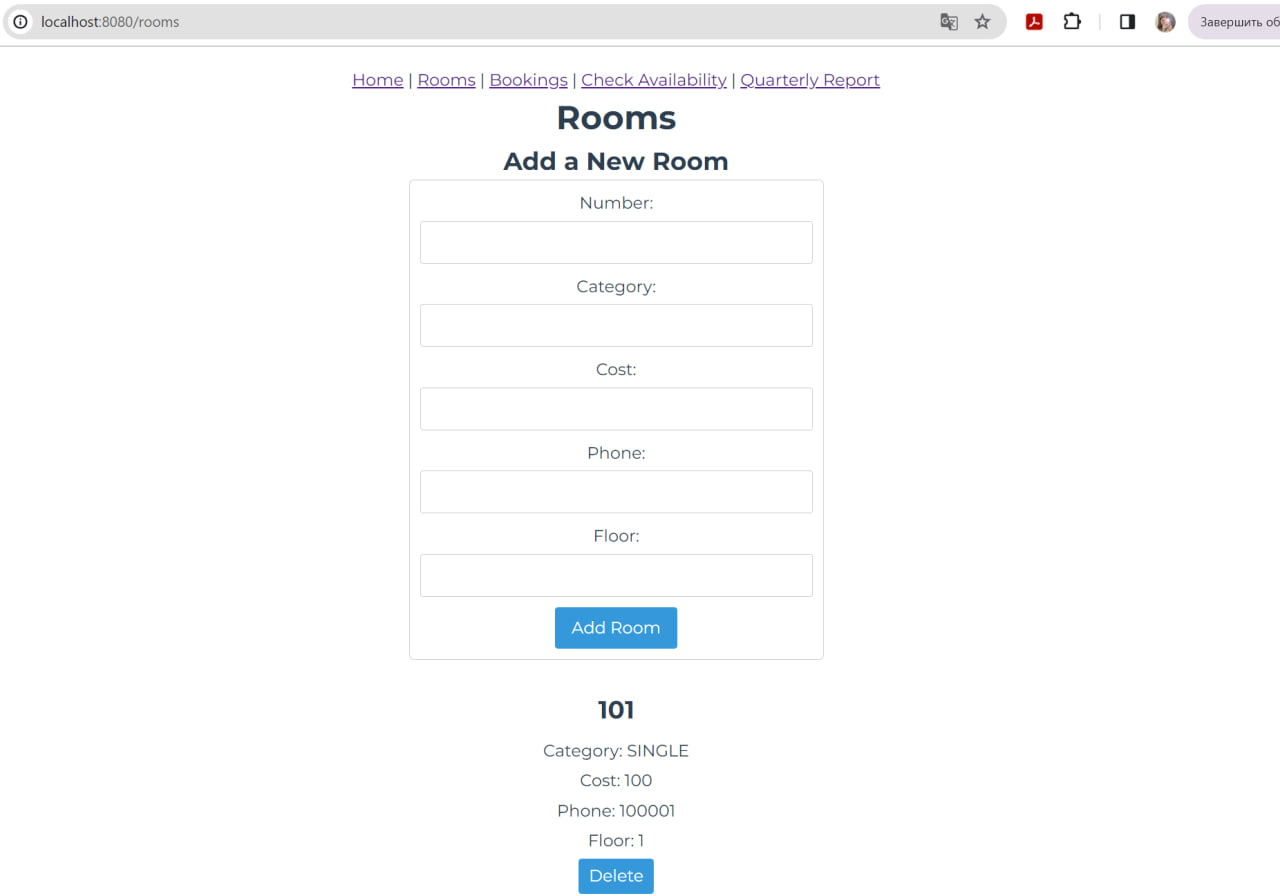 localhost:8080/rooms
Завершить об
Home | Rooms | Bookings | Check Availability | Quarterly Report
Rooms
Add a New Room
Number:
Category:
Cost:
Phone:
Floor:
Add Room
101
Category: SINGLE
Cost: 100
Phone: 100001
Floor: 1
Delete